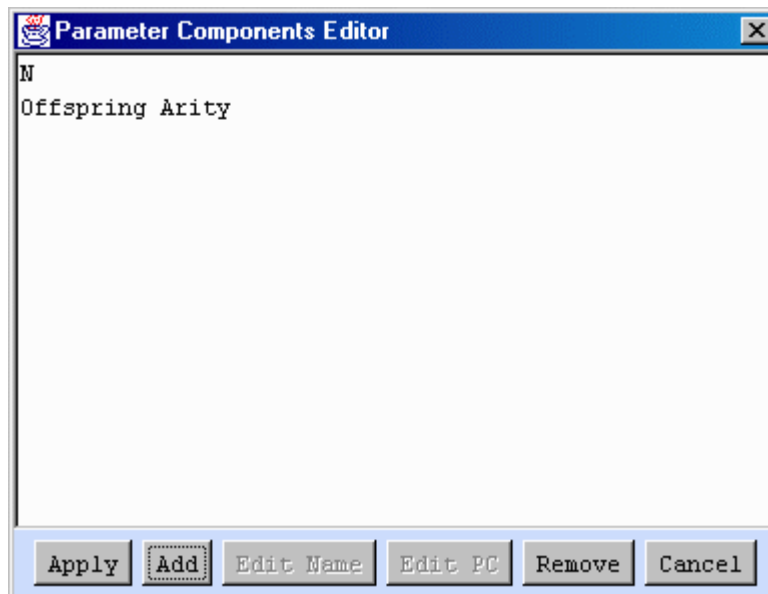 Parameter Components Editor
N
Offspring Arity
Apply Add Edit Name Edit PC Remove Cancel